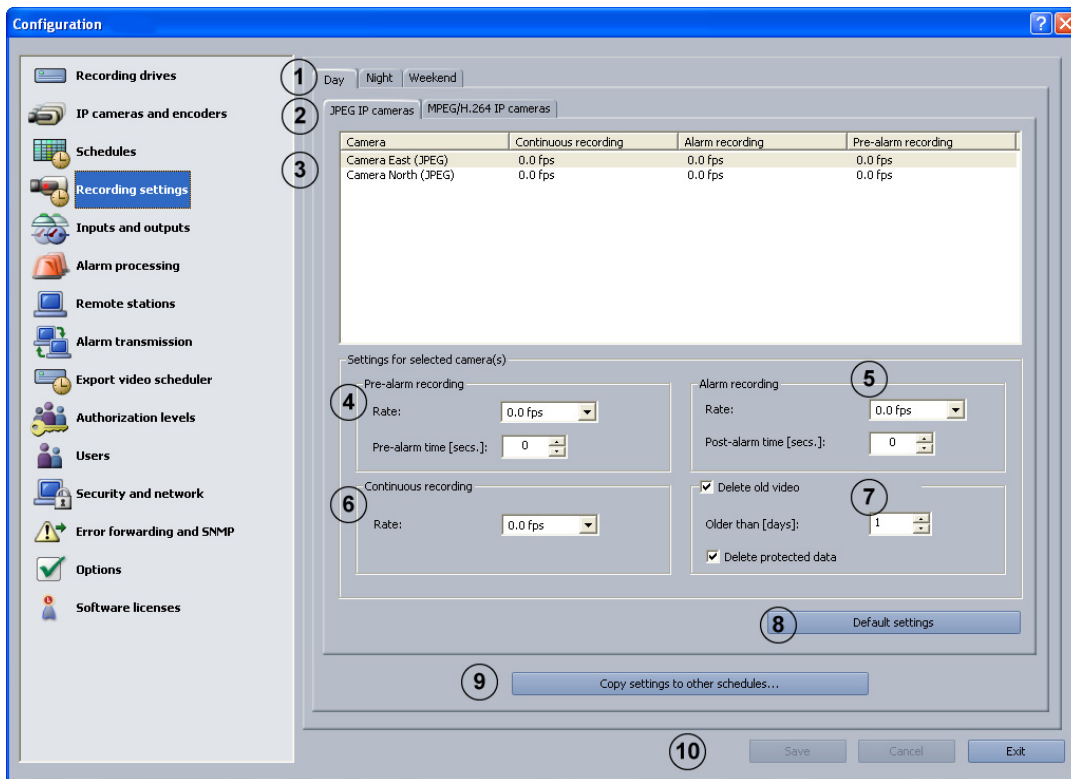 Configuration
Recording drives
IP cameras and encoders
Schedules
Recording settings
Inputs and outputs
Alarm processing
Remote stations
Alarm transmission
Export video scheduler
Authorization levels
Users
Security and network
Error forwarding and SNMP
Options
Software licenses
1 Day Night Weekend
2 JPEG IP cameras MPEG/H.264 IP cameras
3
Camera Continuous recording Alarm recording Pre-alarm recording
Camera East (JPEG) 0.0 fps 0.0 fps 0.0 fps
Camera North (JPEG) 0.0 fps 0.0 fps 0.0 fps
Settings for selected camera(s)
4 Pre-alarm recording
Rate: 0.0 fps
Pre-alarm time [secs.]: 0
5 Alarm recording
Rate: 0.0 fps
Post-alarm time [secs.]: 0
6 Continuous recording
Rate: 0.0 fps
7 Delete old video
Older than [days]: 1
Delete protected data
8 Default settings
9 Copy settings to other schedules...
10 Save Cancel Exit